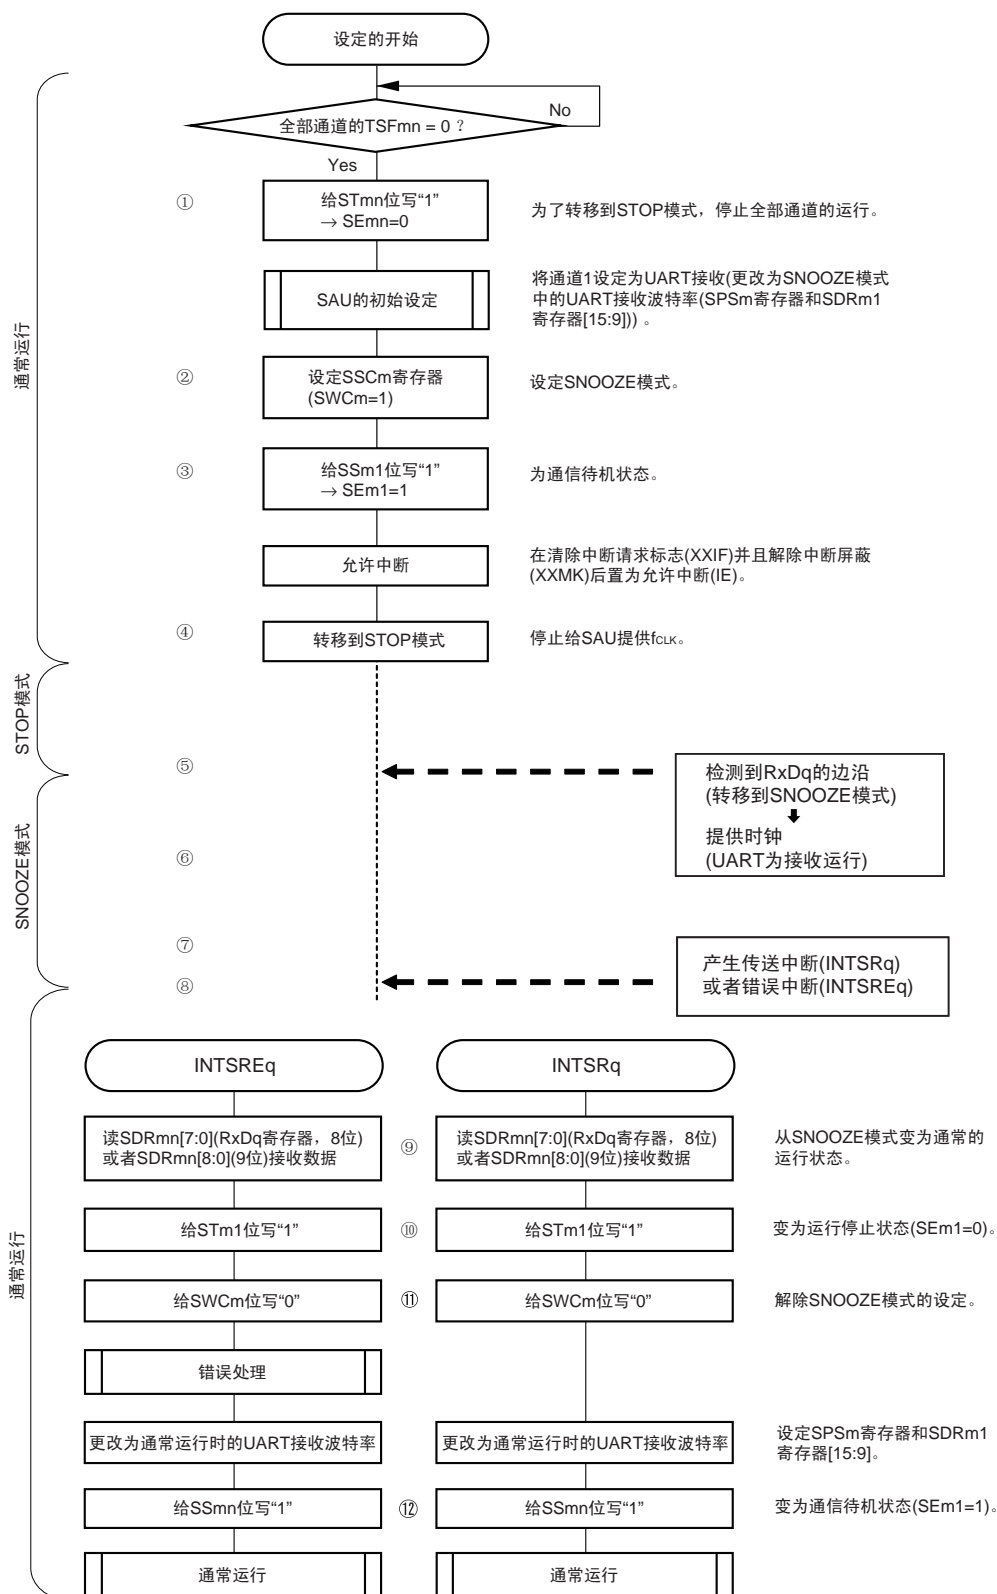 设定的开始
No
全部通道的TSFmn = 0 ?
Yes
①
给STmn位写“1”
→ SEmn=0
为了转移到STOP模式，停止全部通道的运行。
SAU的初始设定
将通道1设定为UART接收(更改为SNOOZE模式
中的UART接收波特率(SPSm寄存器和SDRm1
寄存器[15:9])) 。
通常运行
②
设定SSCm寄存器
(SWCm=1)
设定SNOOZE模式。
③
给SSm1位写“1”
→ SEm1=1
为通信待机状态。
允许中断
在清除中断请求标志(XXIF)并且解除中断屏蔽
(XXMK)后置为允许中断(IE)。
④
转移到STOP模式
停止给SAU提供fCLK。
STOP模式
⑤
检测到RxDq的边沿
(转移到SNOOZE模式)
提供时钟
(UART为接收运行)
SNOOZE模式
⑥
⑦
⑧
产生传送中断(INTSRq)
或者错误中断(INTSREq)
INTSREq
INTSRq
读SDRmn[7:0](RxDq寄存器，8位)
或者SDRmn[8:0](9位)接收数据
⑨
读SDRmn[7:0](RxDq寄存器，8位)
或者SDRmn[8:0](9位)接收数据
从SNOOZE模式变为通常的
运行状态。
给STm1位写“1”
⑩
给STm1位写“1”
变为运行停止状态(SEm1=0)。
通常运行
给SWCm位写“0”
⑪
给SWCm位写“0”
解除SNOOZE模式的设定。
错误处理
更改为通常运行时的UART接收波特率
更改为通常运行时的UART接收波特率
设定SPSm寄存器和SDRm1
寄存器[15:9]。
给SSmn位写“1”
⑫
给SSmn位写“1”
变为通信待机状态(SEm1=1)。
通常运行
通常运行